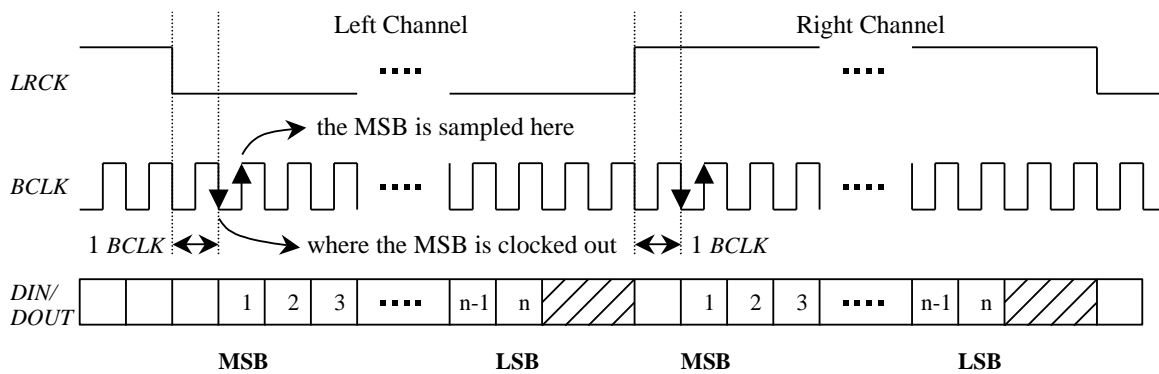 Left Channel Right Channel
LRCK
the MSB is sampled here
BCLK
1 BCLK where the MSB is clocked out 1 BCLK
DIN/
DOUT
1 2 3 n-1 n 1 2 3 n-1 n
MSB LSB MSB LSB